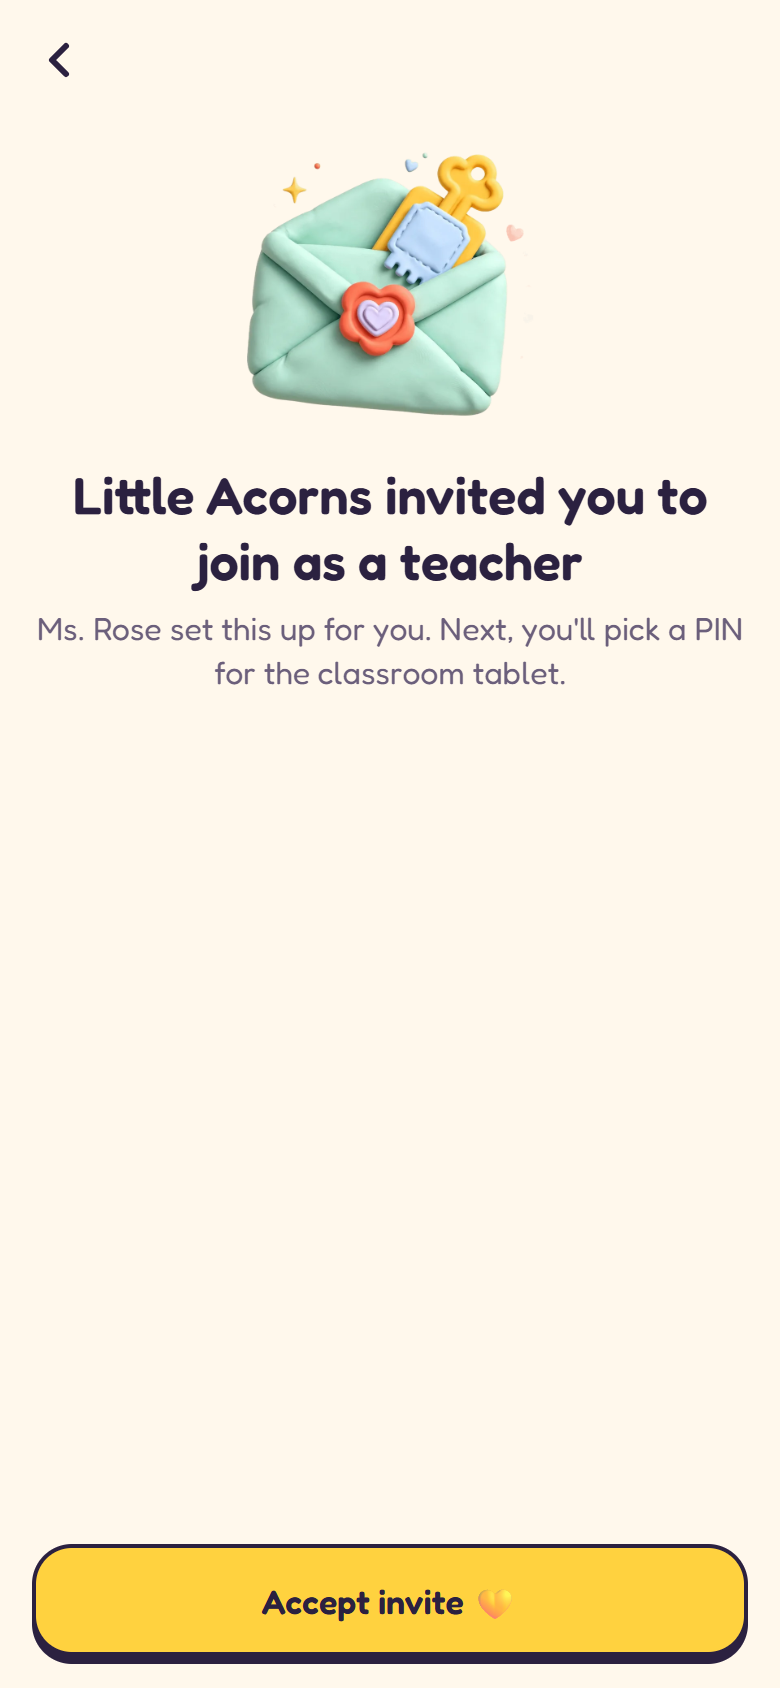 Little Acorns invited you to
join as a teacher
Ms. Rose set this up for you. Next, you'll pick a PIN
for the classroom tablet.
Accept invite 💛